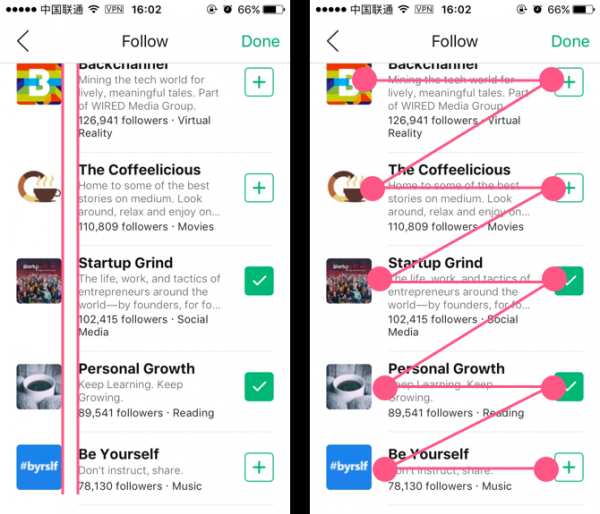 中国联通 VPN 16:02 66%
Follow Done
Backchannel
Mining the tech world for
lively, meaningful tales. Part
of WIRED Media Group.
126,941 followers · Virtual
Reality
The Coffeelicious
Home to some of the best
stories on medium. Look
around, relax and enjoy on...
110,809 followers · Movies
Startup Grind
The life, work, and tactics of
entrepreneurs around the
world—by founders, for fo...
102,415 followers · Social
Media
Personal Growth
Keep Learning. Keep
Growing.
89,541 followers · Reading
#byrslf
Be Yourself
Don't instruct, share.
78,130 followers · Music
中国联通 VPN 16:02 66%
Follow Done
Backchannel
Mining the tech world for
lively, meaningful tales. Part
of WIRED Media Group.
126,941 followers · Virtual
Reality
The Coffeelicious
Home to some of the best
stories on medium. Look
around, relax and enjoy on...
110,809 followers · Movies
Startup Grind
The life, work, and tactics of
entrepreneurs around the
world—by founders, for fo...
102,415 followers · Social
Media
Personal Growth
Keep Learning. Keep
Growing.
89,541 followers · Reading
#byrslf
Be Yourself
Don't instruct, share.
78,130 followers · Music